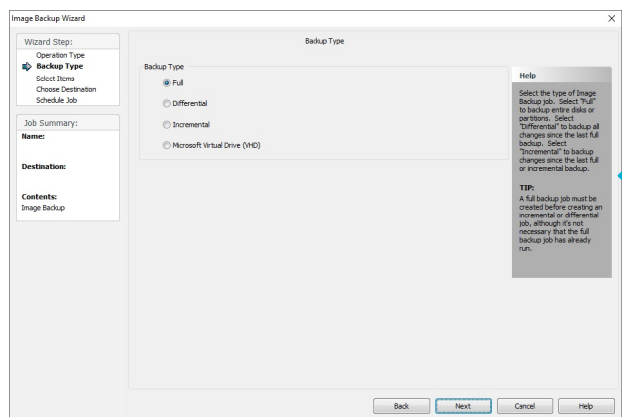 Image Backup Wizard
Wizard Step:
Operation Type
Backup Type
Select Items
Choose Destination
Schedule Job
Job Summary:
Name:
Destination:
Contents:
Image Backup
Backup Type
Backup Type
Full
Differential
Incremental
Microsoft Virtual Drive (VHD)
Help
Select the type of Image
Backup job. Select "Full"
to backup entire disks or
partitions. Select
"Differential" to backup all
changes since the last full
backup. Select
"Incremental" to backup
changes since the last full
or incremental backup.
TIP:
A full backup job must be
created before creating an
incremental or differential
job, although it's not
necessary that the full
backup job has already
run.
Back
Next
Cancel
Help